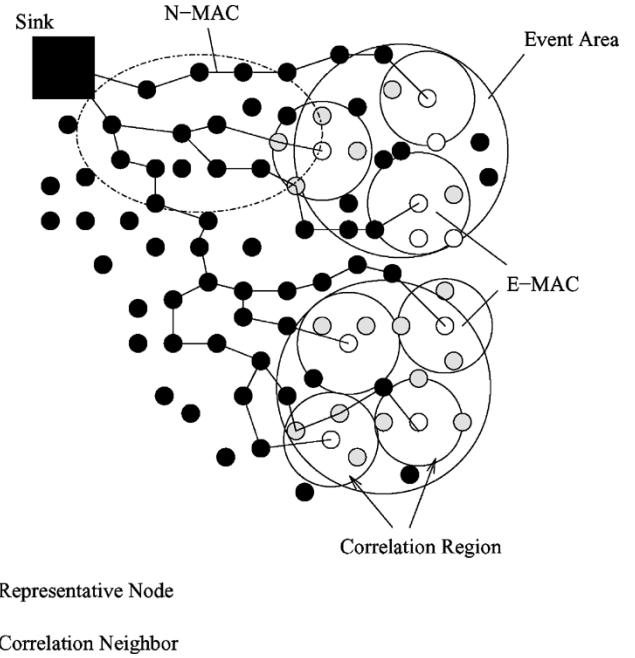 Sink
N-MAC
Event Area
E-MAC
Correlation Region
Representative Node
Correlation Neighbor